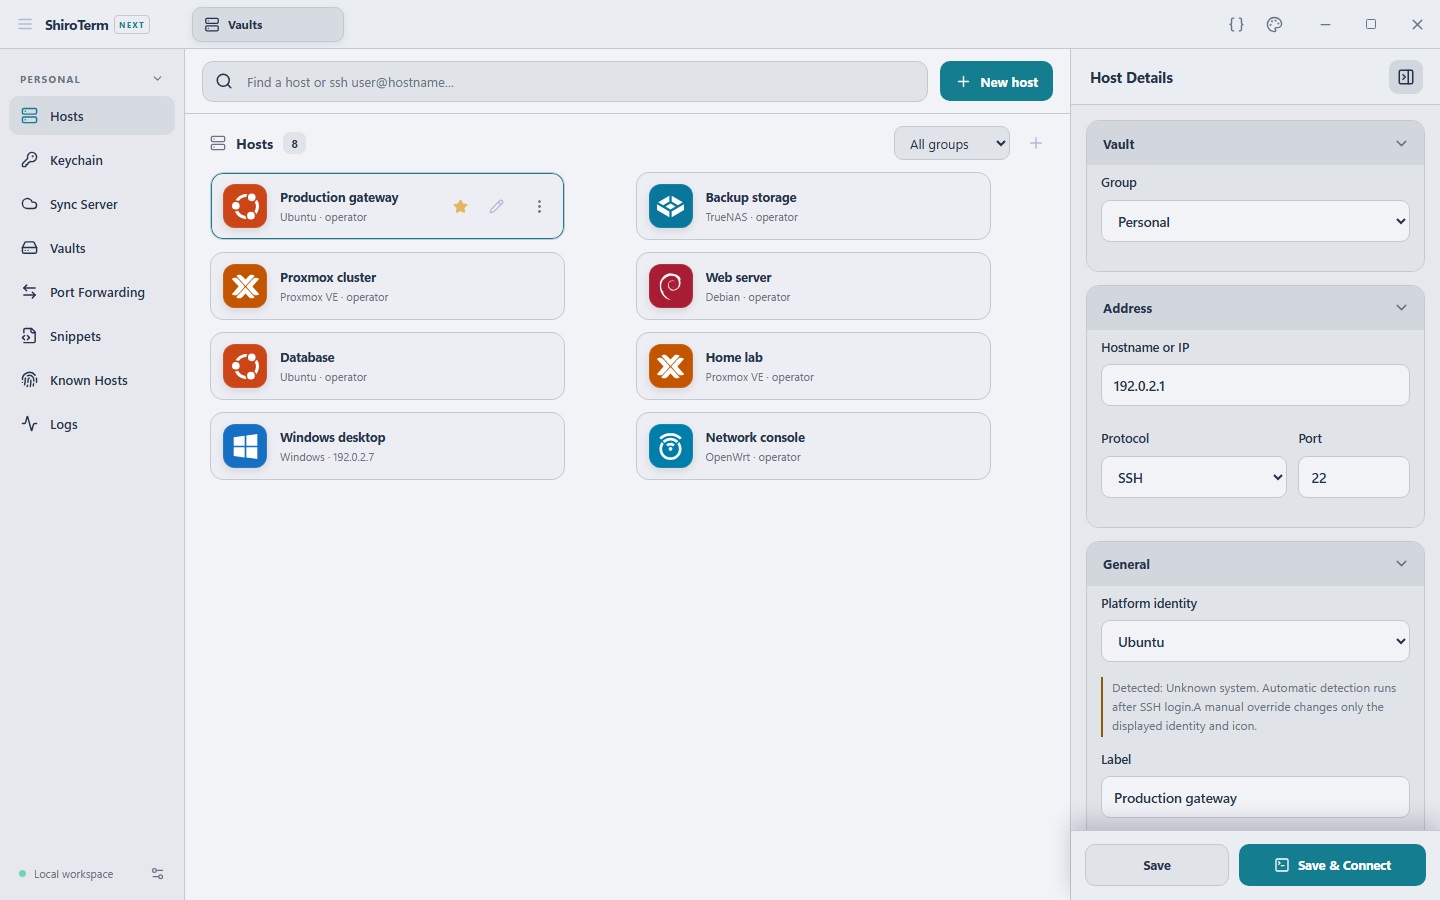 ShiroTerm NEXT
Vaults
PERSONAL
Hosts
Keychain
Sync Server
Vaults
Port Forwarding
Snippets
Known Hosts
Logs
Local workspace
Find a host or ssh user@hostname...
New host
Hosts 8
All groups
Production gateway
Ubuntu · operator
Backup storage
TrueNAS · operator
Proxmox cluster
Proxmox VE · operator
Web server
Debian · operator
Database
Ubuntu · operator
Home lab
Proxmox VE · operator
Windows desktop
Windows · 192.0.2.7
Network console
OpenWrt · operator
Host Details
Vault
Group
Personal
Address
Hostname or IP
192.0.2.1
Protocol Port
SSH 22
General
Platform identity
Ubuntu
Detected: Unknown system. Automatic detection runs
after SSH login.A manual override changes only the
displayed identity and icon.
Label
Production gateway
Save
Save & Connect